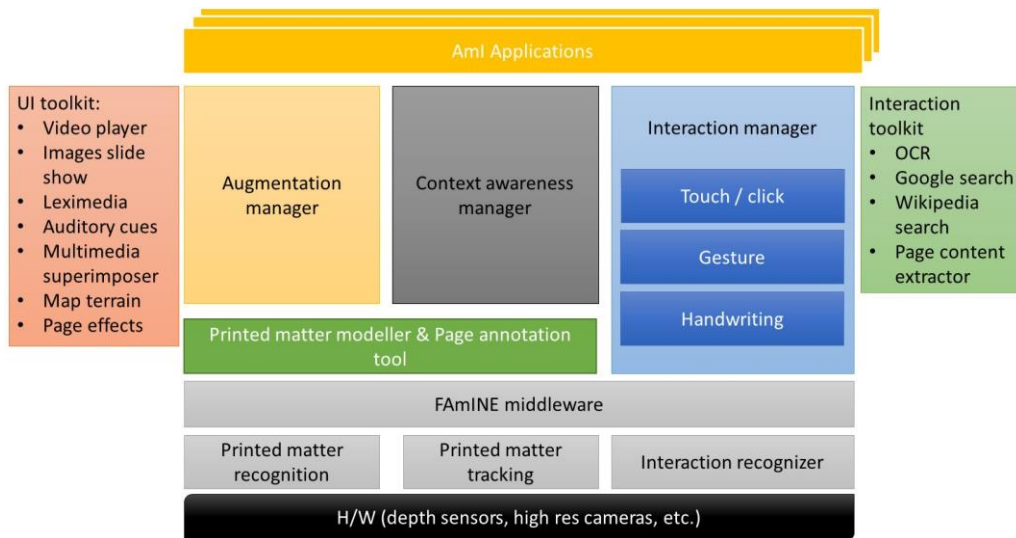 AmI Applications
UI toolkit:
• Video player
• Images slide
show
• Leximedia
• Auditory cues
• Multimedia
superimposer
• Map terrain
• Page effects
Augmentation
manager
Context awareness
manager
Interaction manager
Touch / click
Gesture
Handwriting
Interaction
toolkit
• OCR
• Google search
• Wikipedia
search
• Page content
extractor
Printed matter modeller & Page annotation
tool
FAmINE middleware
Printed matter
recognition
Printed matter
tracking
Interaction recognizer
H/W (depth sensors, high res cameras, etc.)